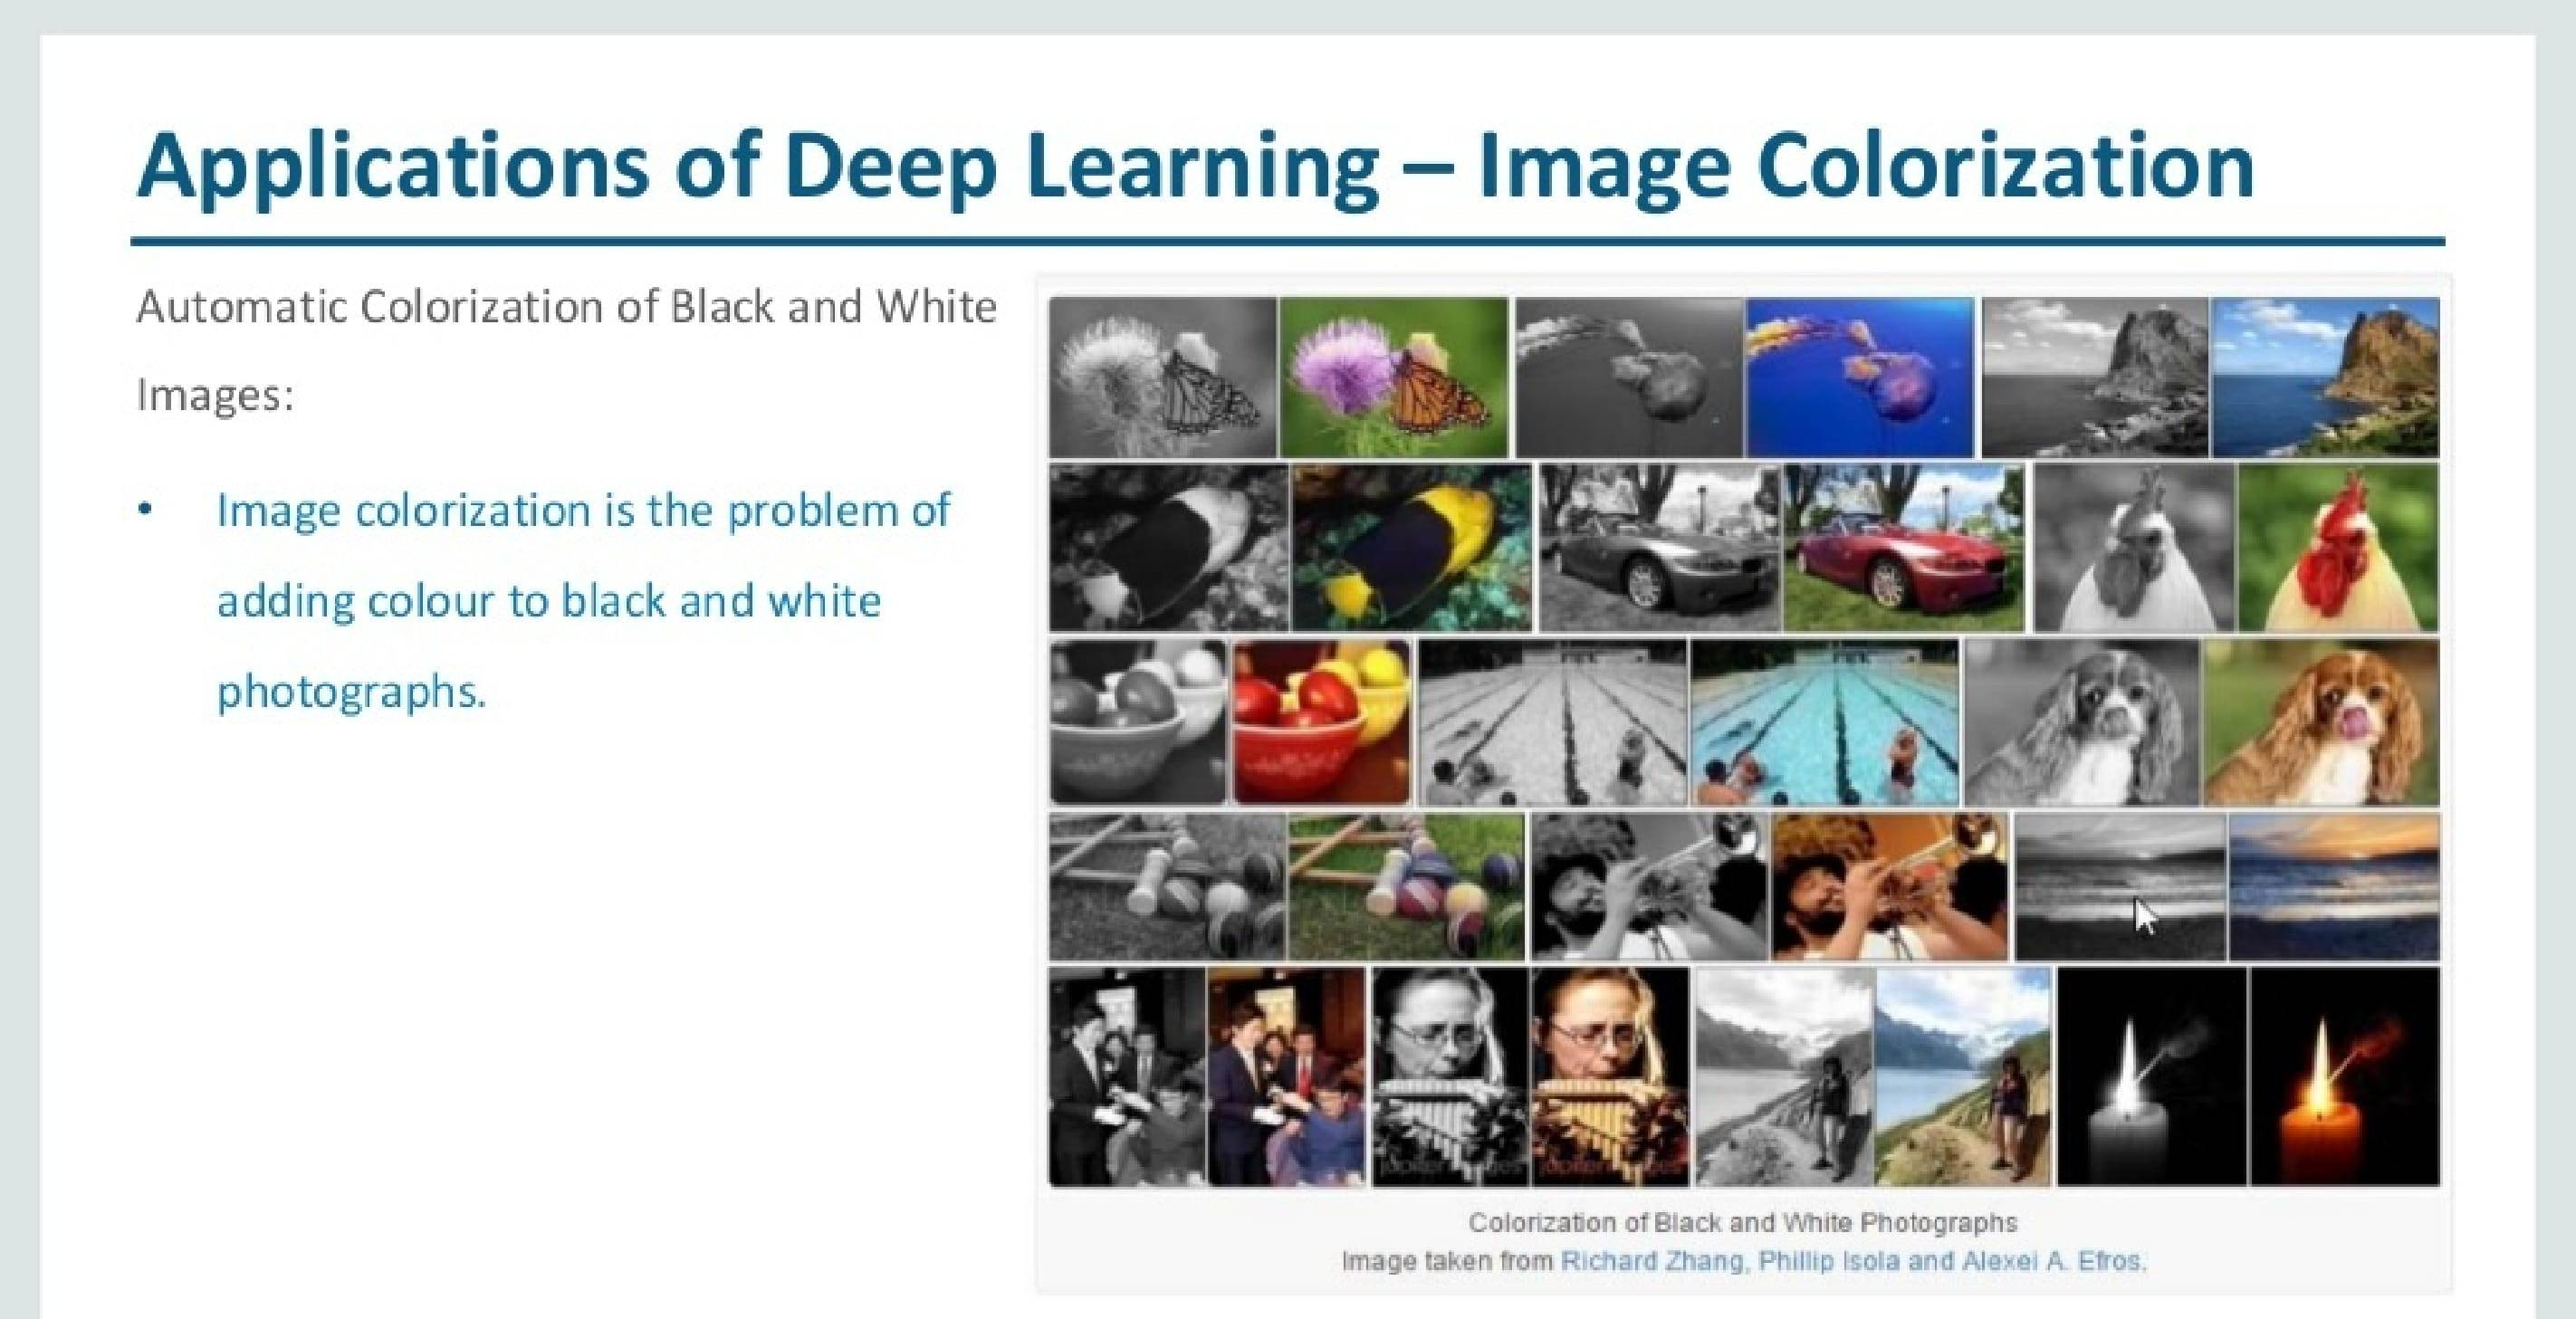 Applications of Deep Learning – Image Colorization
Automatic Colorization of Black and White
Images:
• Image colorization is the problem of
adding colour to black and white
photographs.
Colorization of Black and White Photographs
Image taken from Richard Zhang, Phillip Isola and Alexei A. Efros.